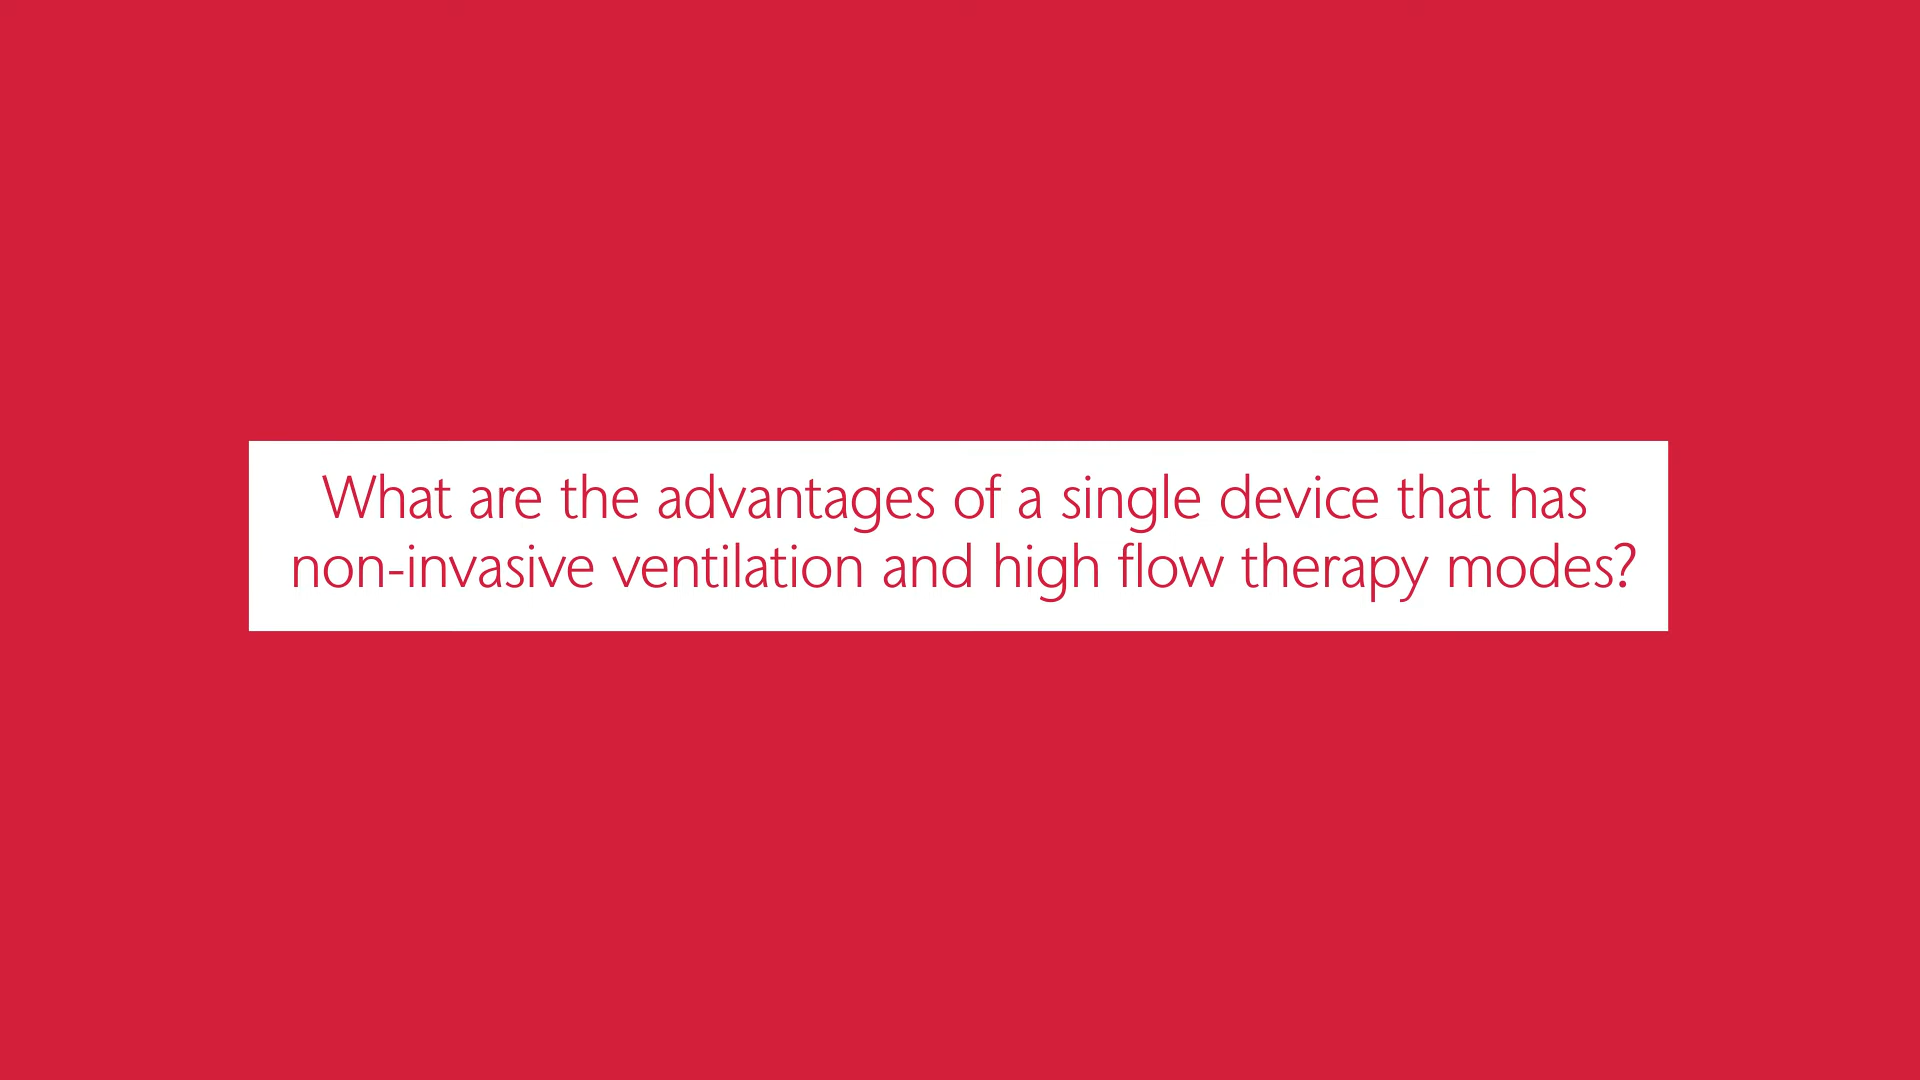 What are the advantages of a single device that has
non-invasive ventilation and high flow therapy modes?